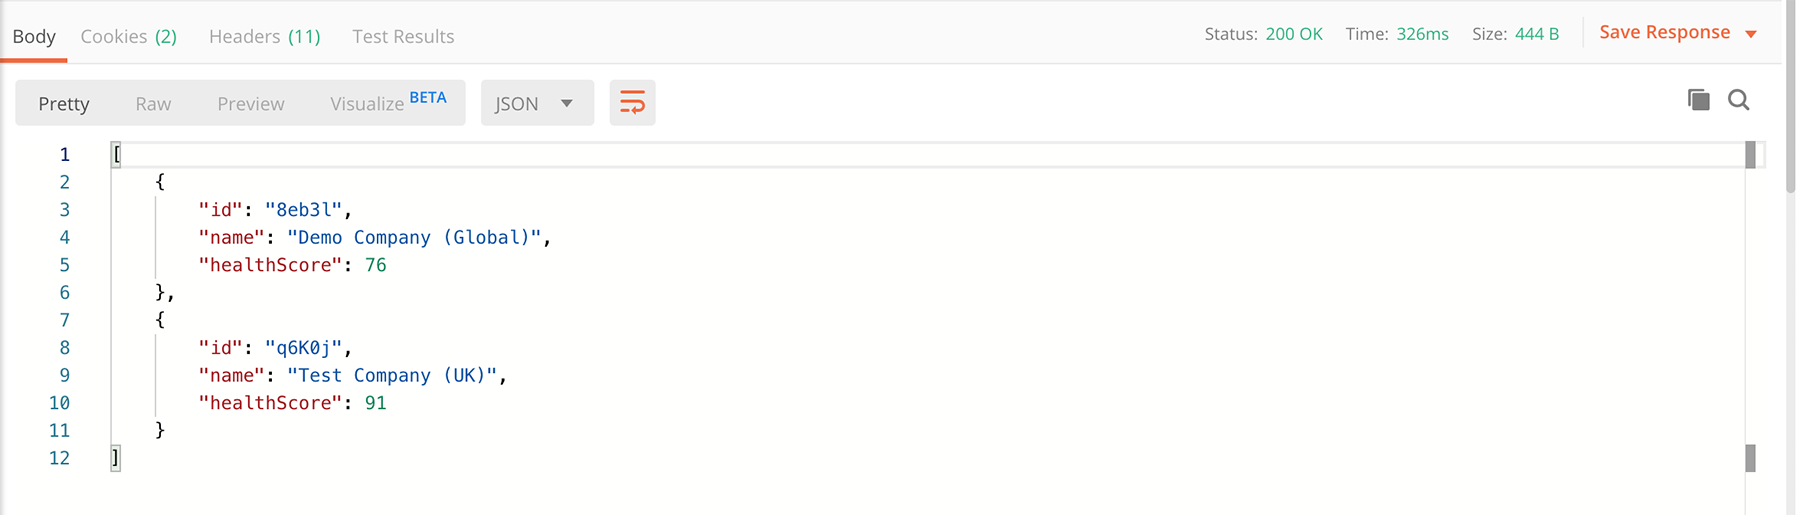 Body Cookies (2) Headers (11) Test Results Status: 200 OK Time: 326ms Size: 444 B Save Response
Pretty Raw Preview Visualize BETA JSON
1 [
2 {
3 "id": "8eb3l",
4 "name": "Demo Company (Global)",
5 "healthScore": 76
6 },
7 {
8 "id": "q6K0j",
9 "name": "Test Company (UK)",
10 "healthScore": 91
11 }
12 ]